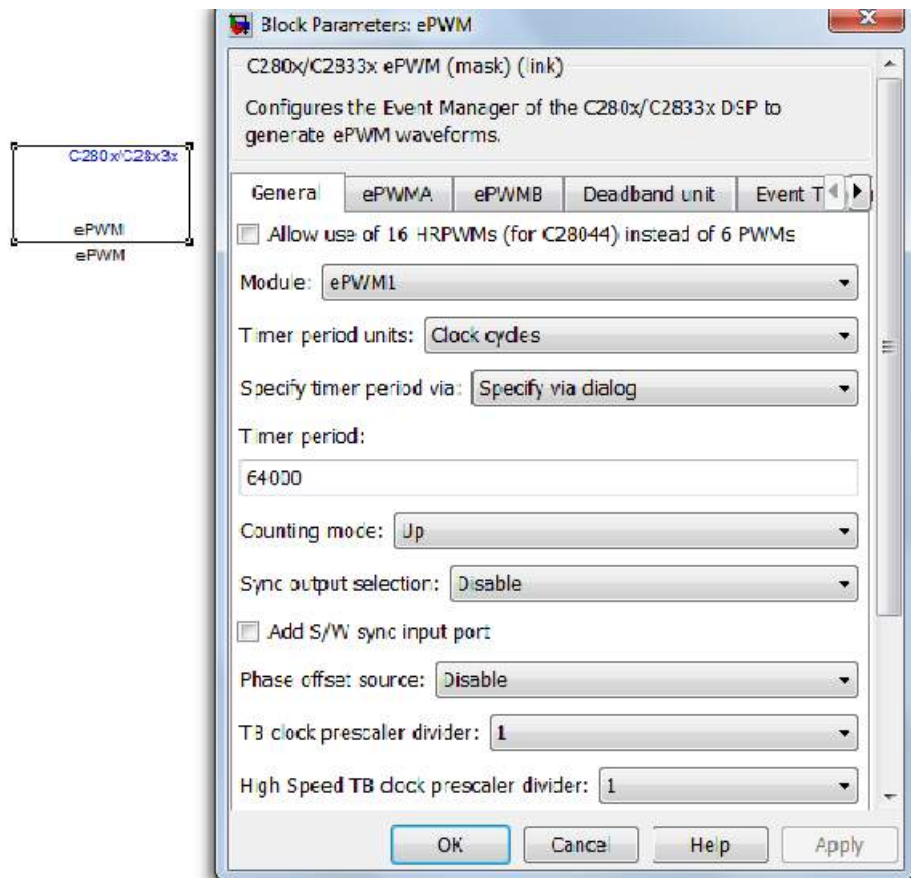 Block Parameters: ePWM
C280x/C2833x ePWM (mask) (link)
Configures the Event Manager of the C280x/C2833x DSP to
generate ePWM waveforms.
C280x/C28x3x
ePWM
ePWM
General ePWMA ePWMB Deadband unit Event T
Allow use of 16 HRPWMs (for C28044) instead of 6 PWMs
Module: ePWM1
Timer period units: Clock cycles
Specify timer period via: Specify via dialog
Timer period:
64000
Counting mode: Up
Sync output selection: Disable
Add S/W sync input port
Phase offset source: Disable
TB clock prescaler divider: 1
High Speed TB clock prescaler divider: 1
OK Cancel Help Apply